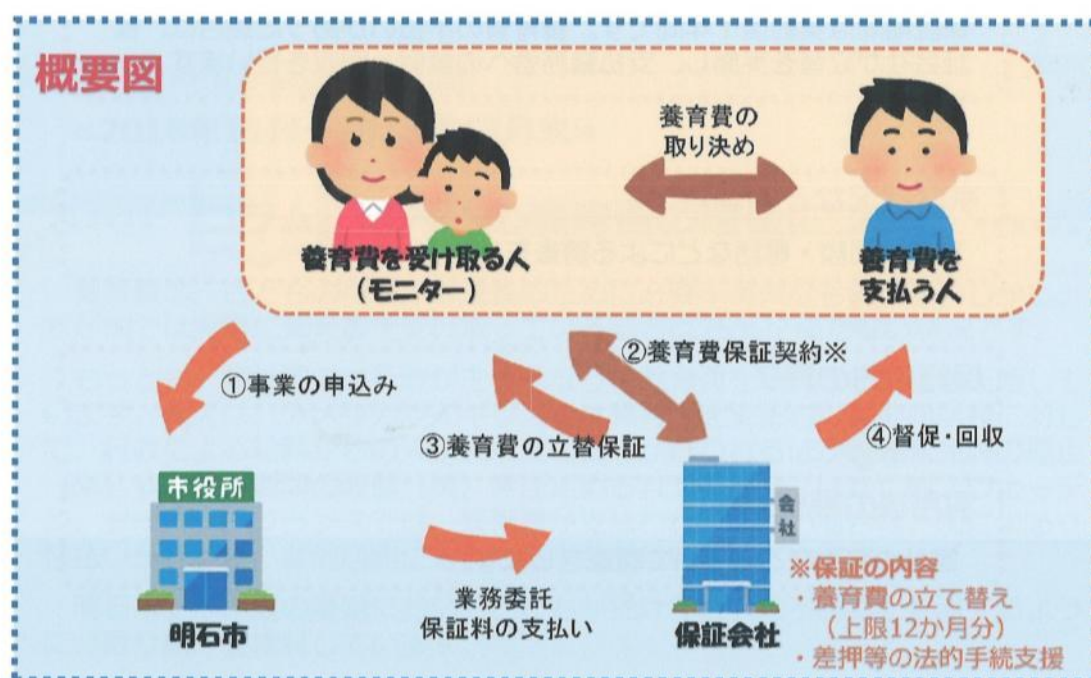 概要図
養育費の
取り決め
養育費を受け取る人
(モニター)
養育費を
支払う人
①事業の申込み
②養育費保証契約※
③養育費の立替保証
④督促・回収
市役所
明石市
業務委託
保証料の支払い
会社
保証会社
※保証の内容
・養育費の立て替え
(上限12か月分)
・差押等の法的手続支援